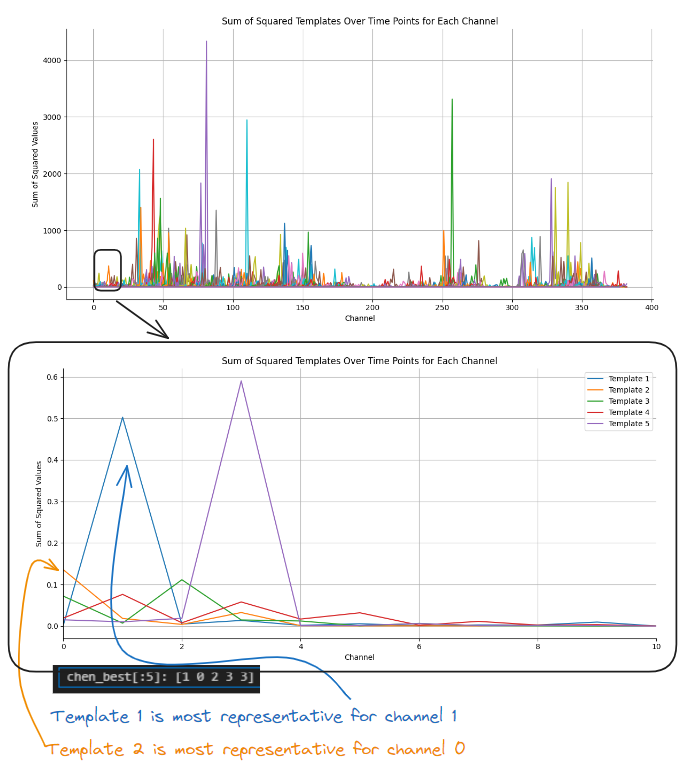 Sum of Squared Templates Over Time Points for Each Channel
Sum of Squared Values
4000
3000
2000
1000
0
0 50 100 150 200 250 300 350 400
Channel
Sum of Squared Templates Over Time Points for Each Channel
Sum of Squared Values
0.6
0.5
0.4
0.3
0.2
0.1
0.0
Template 1
Template 2
Template 3
Template 4
Template 5
0 2 4 6 8 10
Channel
chen_best[:5]: [1 0 2 3 3]
Template 1 is most representative for channel 1
Template 2 is most representative for channel 0